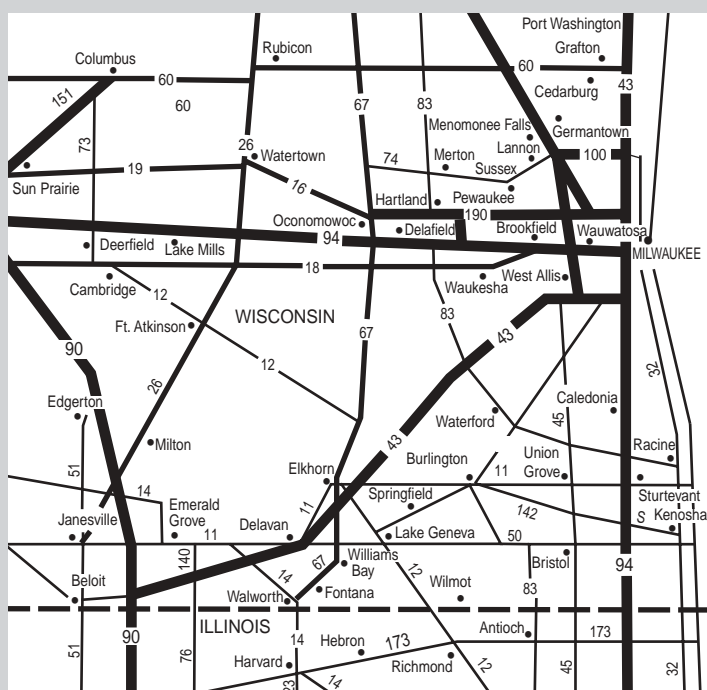 Port Washington
Rubicon
Grafton
Columbus
60
60
151
60
67
83
43
Cedarburg
Menomonee Falls
Germantown
73
26
Watertown
Lannon
100
74
Merton
Sussex
19
16
Sun Prairie
Hartland
Pewaukee
190
Oconomowoc
Delafield
Brookfield
Wauwatosa
Deerfield
Lake Mills
94
MILWAUKEE
18
Cambridge
12
Waukesha
West Allis
WISCONSIN
83
Ft. Atkinson
67
43
90
12
32
26
Edgerton
Caledonia
Waterford
45
43
Milton
Racine
51
Elkhorn
Burlington
Union
Grove
11
14
Springfield
Sturtevant
Emerald
Grove
11
142
S
Kenosha
Janesville
11
Delavan
Lake Geneva
50
140
67
Williams
Bay
Bristol
94
Beloit
14
12
Wilmot
83
Walworth
Fontana
90
ILLINOIS
14
Hebron
173
Antioch
173
51
76
Harvard
Richmond
12
45
32
14
23